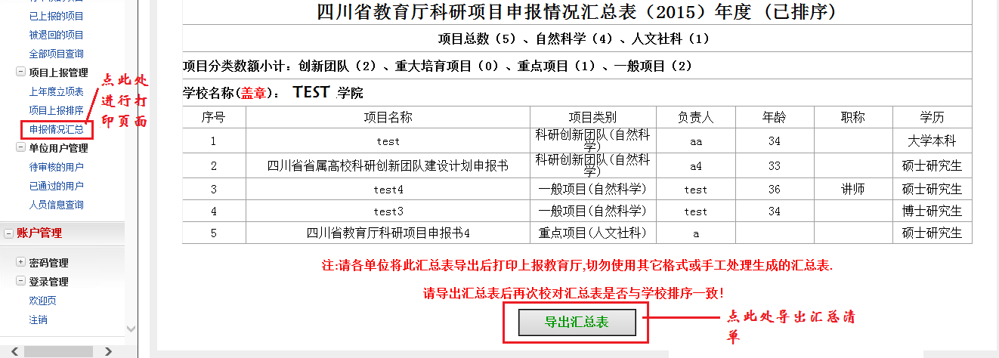 已上报的项目
被退回的项目
全部项目查询
项目上报管理
上年度立项表
项目上报排序
申报情况汇总
单位用户管理
待审核的用户
已通过的用户
人员信息查询
账户管理
密码管理
登录管理
欢迎页
注销
点此处
进行打
印页面
四川省教育厅科研项目申报情况汇总表（2015）年度 (已排序)
项目总数（5）、自然科学（4）、人文社科（1）
项目分类数额小计：创新团队（2）、重大培育项目（0）、重点项目（1）、一般项目（2）
学校名称(盖章)： TEST 学院
序号 项目名称 项目类别 负责人 年龄 职称 学历
1 test 科研创新团队(自然科学) aa 34 大学本科
2 四川省省属高校科研创新团队建设计划申报书 科研创新团队(自然科学) a4 33 硕士研究生
3 test4 一般项目(自然科学) test 36 讲师 硕士研究生
4 test3 一般项目(自然科学) test 34 博士研究生
5 四川省教育厅科研项目申报书4 重点项目(人文社科) a 硕士研究生
注:请各单位将此汇总表导出后打印上报教育厅,切勿使用其它格式或手工处理生成的汇总表.
请导出汇总表后再次校对汇总表是否与学校排序一致!
导出汇总表
点此处导出汇总清
单